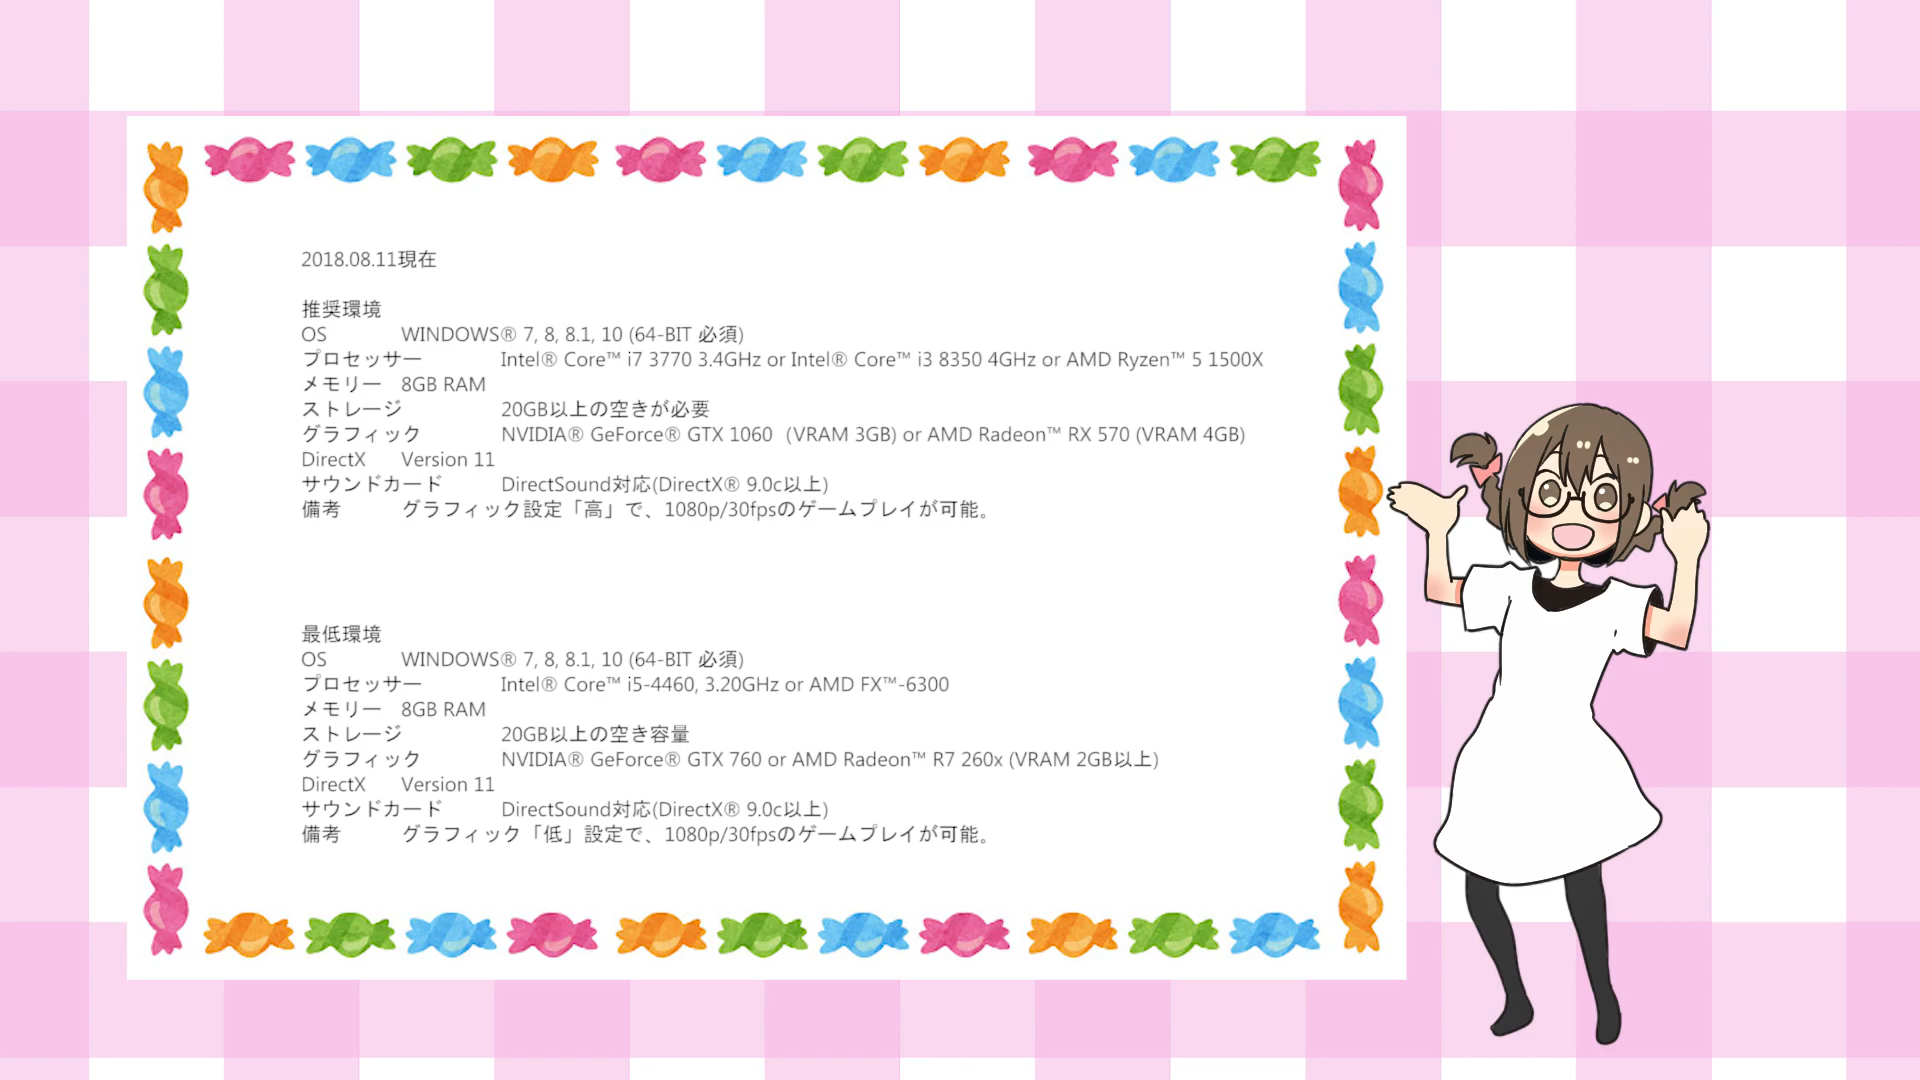 2018.08.11現在
推奨環境
OS WINDOWS® 7, 8, 8.1, 10 (64-BIT 必須)
プロセッサー Intel® Core™ i7 3770 3.4GHz or Intel® Core™ i3 8350 4GHz or AMD Ryzen™ 5 1500X
メモリー 8GB RAM
ストレージ 20GB以上の空きが必要
グラフィック NVIDIA® GeForce® GTX 1060 (VRAM 3GB) or AMD Radeon™ RX 570 (VRAM 4GB)
DirectX Version 11
サウンドカード DirectSound対応(DirectX® 9.0c以上)
備考 グラフィック設定「高」で、1080p/30fpsのゲームプレイが可能。
最低環境
OS WINDOWS® 7, 8, 8.1, 10 (64-BIT 必須)
プロセッサー Intel® Core™ i5-4460, 3.20GHz or AMD FX™-6300
メモリー 8GB RAM
ストレージ 20GB以上の空き容量
グラフィック NVIDIA® GeForce® GTX 760 or AMD Radeon™ R7 260x (VRAM 2GB以上)
DirectX Version 11
サウンドカード DirectSound対応(DirectX® 9.0c以上)
備考 グラフィック「低」設定で、1080p/30fpsのゲームプレイが可能。